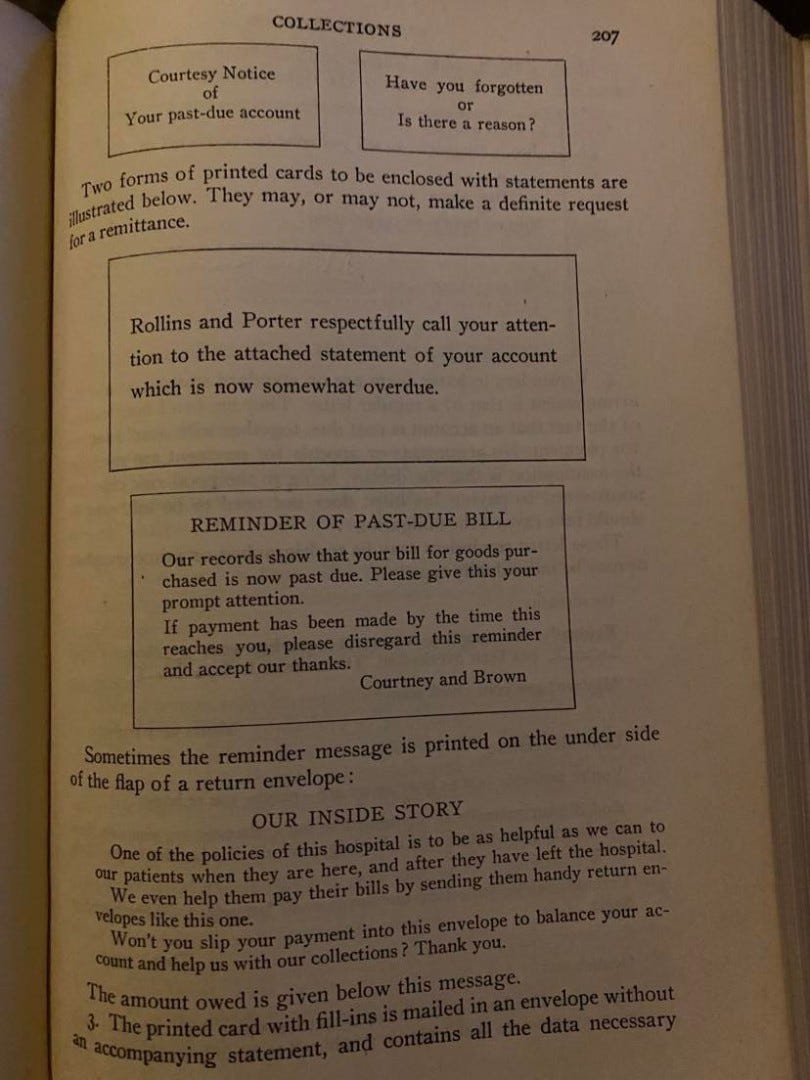 COLLECTIONS 207
Courtesy Notice
of
Your past-due account
Have you forgotten
or
Is there a reason?
Two forms of printed cards to be enclosed with statements are
illustrated below. They may, or may not, make a definite request
for a remittance.
Rollins and Porter respectfully call your atten-
tion to the attached statement of your account
which is now somewhat overdue.
REMINDER OF PAST-DUE BILL
Our records show that your bill for goods pur-
chased is now past due. Please give this your
prompt attention.
If payment has been made by the time this
reaches you, please disregard this reminder
and accept our thanks.
Courtney and Brown
Sometimes the reminder message is printed on the under side
of the flap of a return envelope:
OUR INSIDE STORY
One of the policies of this hospital is to be as helpful as we can to
our patients when they are here, and after they have left the hospital.
We even help them pay their bills by sending them handy return en-
velopes like this one.
Won't you slip your payment into this envelope to balance your ac-
count and help us with our collections? Thank you.
The amount owed is given below this message.
3. The printed card with fill-ins is mailed in an envelope without
an accompanying statement, and contains all the data necessary